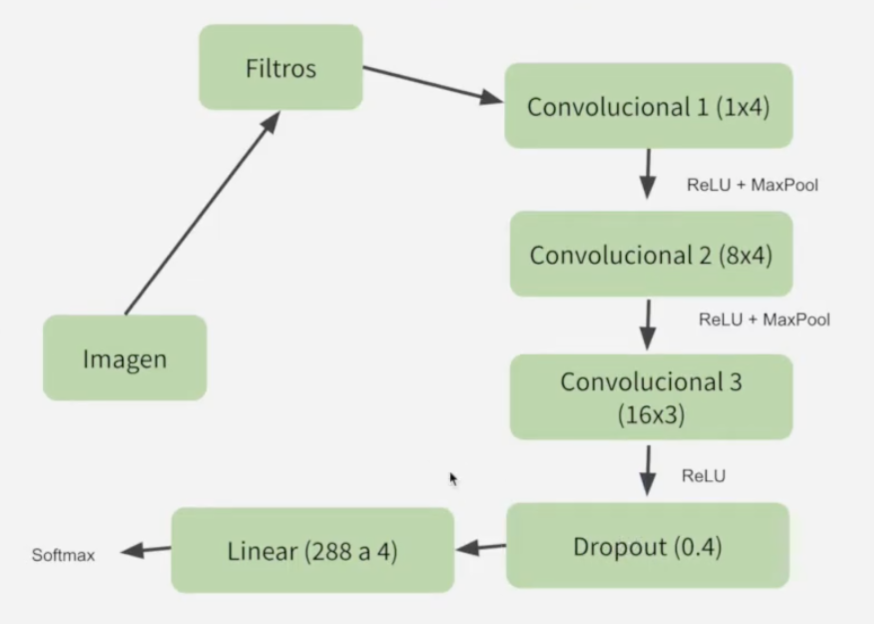 Imagen
Filtros
Convolucional 1 (1x4)
ReLU + MaxPool
Convolucional 2 (8x4)
ReLU + MaxPool
Convolucional 3
(16x3)
ReLU
Dropout (0.4)
Linear (288 a 4)
Softmax